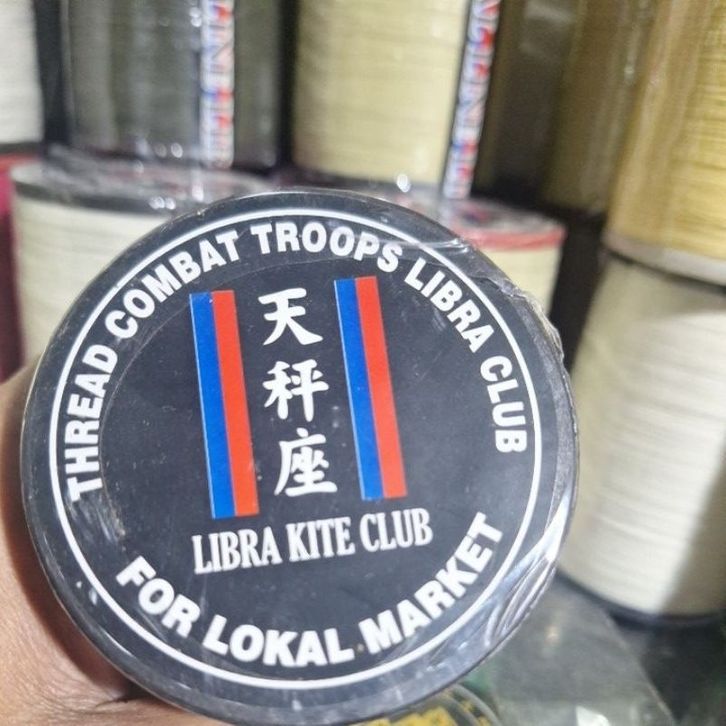 THREAD COMBAT TROOPS LIBRA CLUB
天秤座
LIBRA KITE CLUB
FOR LOKAL MARKET